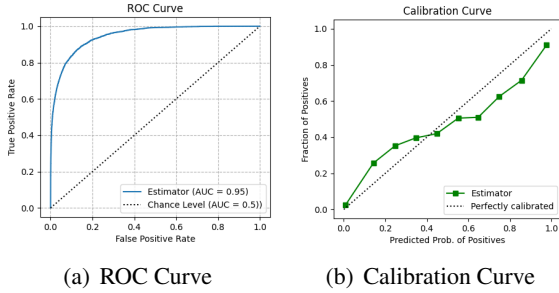 ROC Curve
True Positive Rate
1.0
0.8
0.6
0.4
0.2
0.0
Estimator (AUC = 0.95)
Chance Level (AUC = 0.5))
0.0 0.2 0.4 0.6 0.8 1.0
False Positive Rate
(a) ROC Curve
Calibration Curve
Fraction of Positives
1.0
0.8
0.6
0.4
0.2
0.0
Estimator
Perfectly calibrated
0.0 0.2 0.4 0.6 0.8 1.0
Predicted Prob. of Positives
(b) Calibration Curve